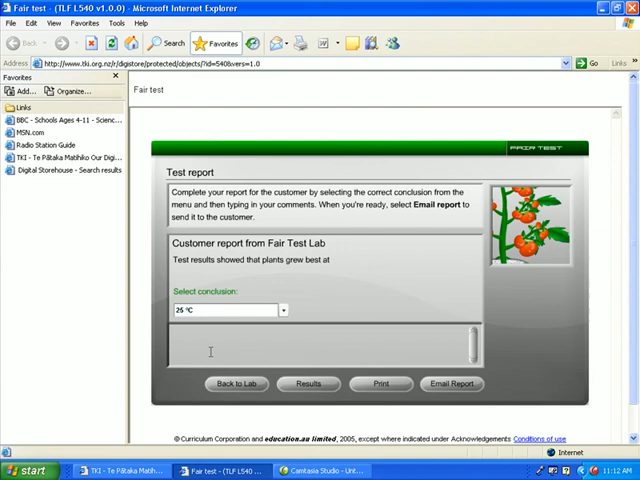 Fair test - (TLF L540 v1.0.0) - Microsoft Internet Explorer
File Edit View Favorites Tools Help
Back Search Favorites
http://www.tki.org.nz/r/digistore/protected/objects/?id=540&vers=1.0 Go Links »
Favorites
Add... Organize...
Links
BBC - Schools Ages 4-11 - Scienc...
MSN.com
Radio Station Guide
TKI - Te Pātaka Matihiko Our Digi...
Digital Storehouse - Search results
Fair test
FAIR TEST
Test report
Complete your report for the customer by selecting the correct conclusion from the
menu and then typing in your comments. When you're ready, select Email report to
send it to the customer.
Customer report from Fair Test Lab
Test results showed that plants grew best at
Select conclusion:
25 °C
Back to Lab Results Print Email Report
© Curriculum Corporation and education.au limited, 2005, except where indicated under Acknowledgements Conditions of use
Internet
start TKI - Te Pātaka Matihi... Fair test - (TLF L540 ... Camtasia Studio - Unt... 11:12 AM